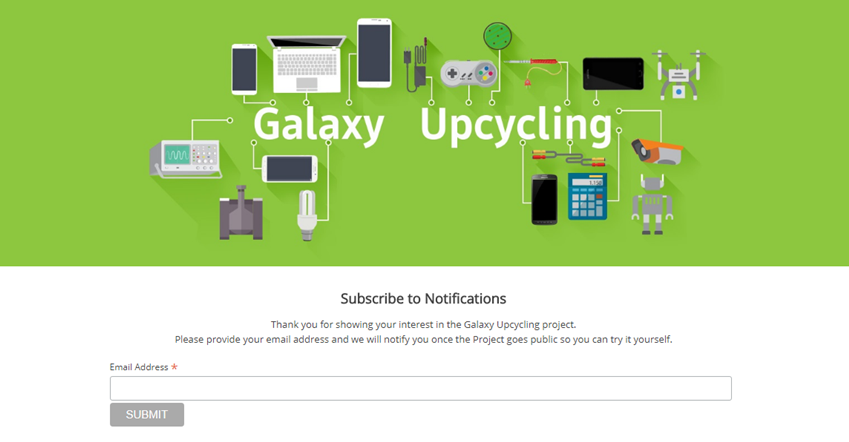 Galaxy Upcycling
Subscribe to Notifications
Thank you for showing your interest in the Galaxy Upcycling project.
Please provide your email address and we will notify you once the Project goes public so you can try it yourself.
Email Address *
SUBMIT